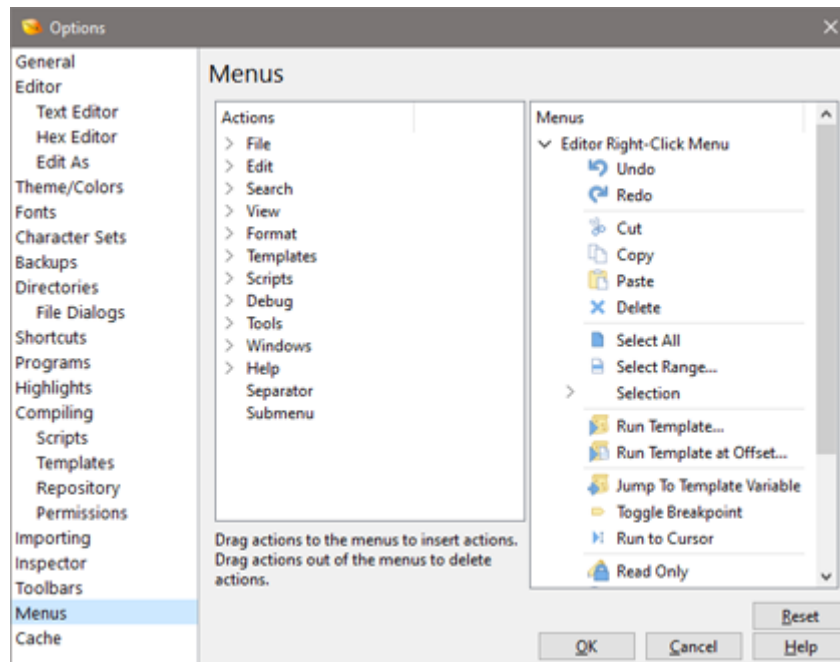 Options
General
Editor
Text Editor
Hex Editor
Edit As
Theme/Colors
Fonts
Character Sets
Backups
Directories
File Dialogs
Shortcuts
Programs
Highlights
Compiling
Scripts
Templates
Repository
Permissions
Importing
Inspector
Toolbars
Menus
Cache
Menus
Actions
File
Edit
Search
View
Format
Templates
Scripts
Debug
Tools
Windows
Help
Separator
Submenu
Drag actions to the menus to insert actions.
Drag actions out of the menus to delete
actions.
Menus
Editor Right-Click Menu
Undo
Redo
Cut
Copy
Paste
Delete
Select All
Select Range...
Selection
Run Template...
Run Template at Offset...
Jump To Template Variable
Toggle Breakpoint
Run to Cursor
Read Only
Reset
OK
Cancel
Help